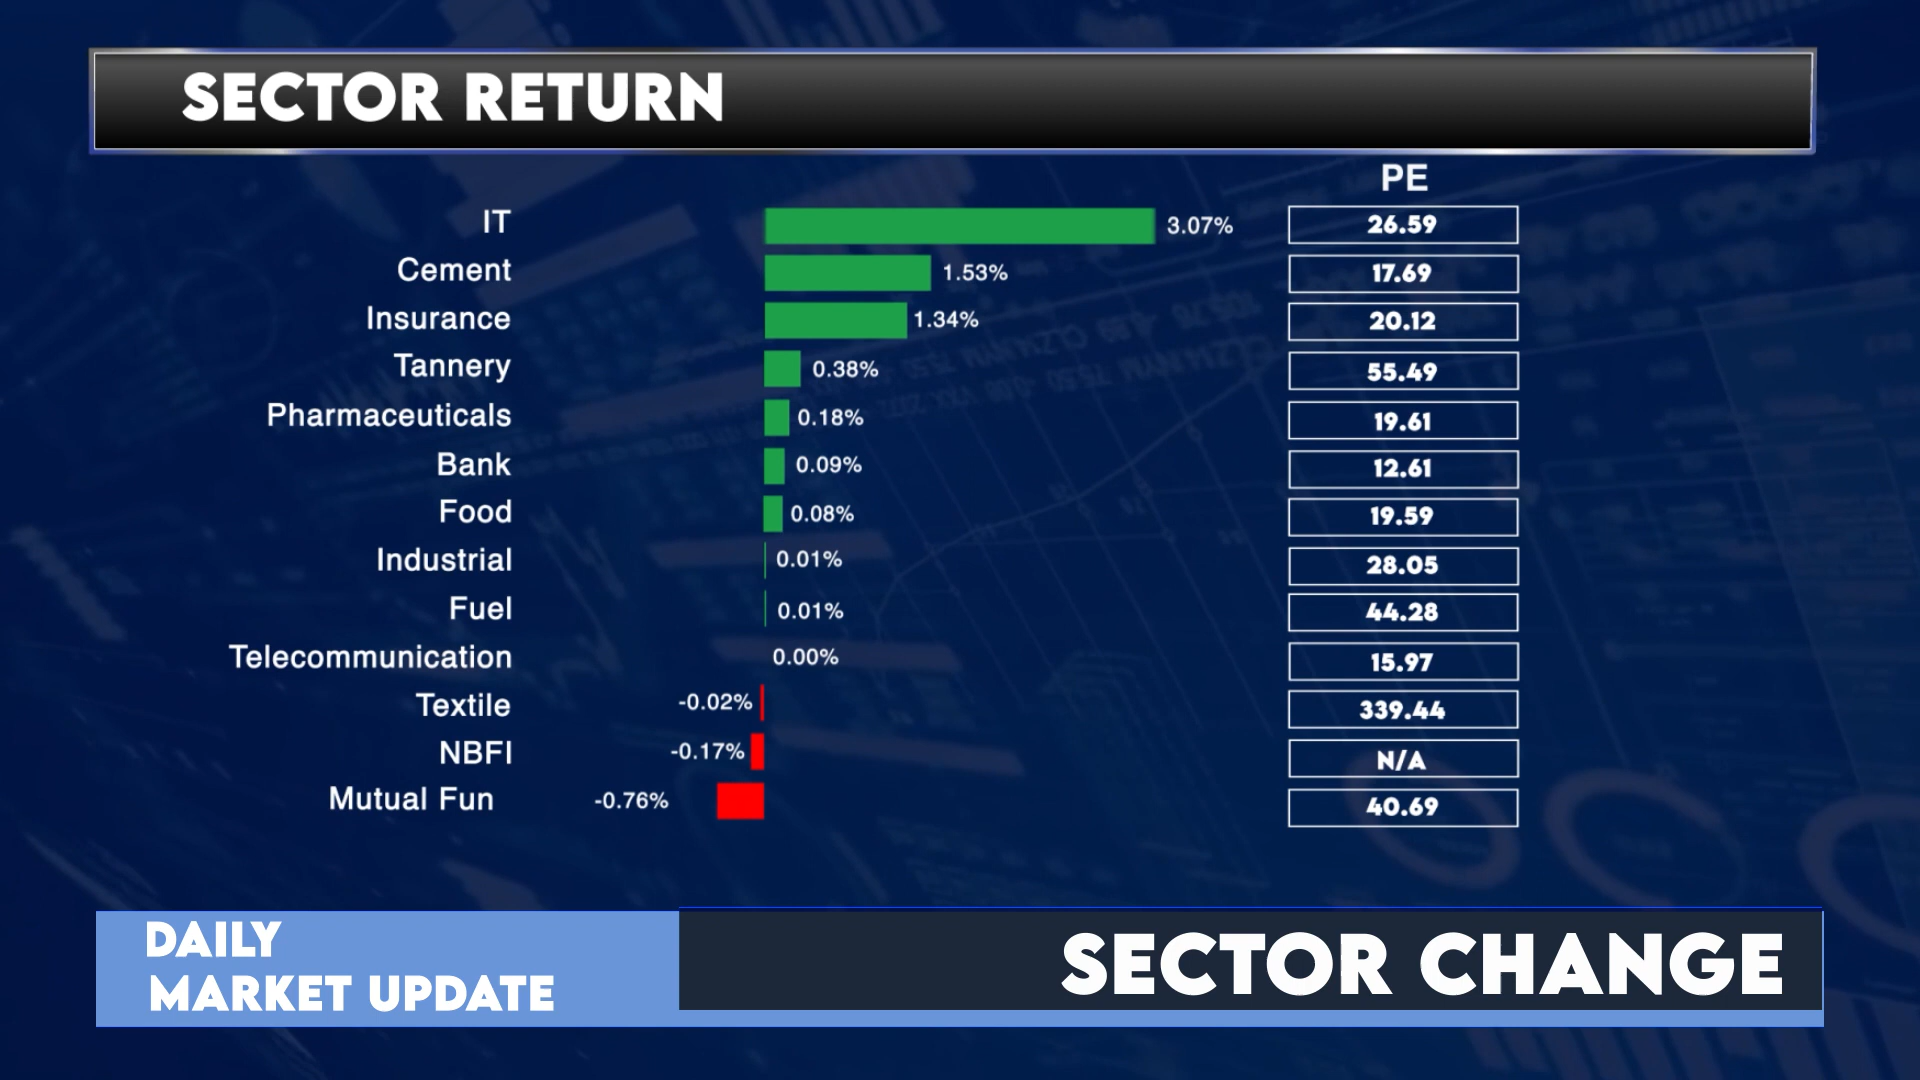 SECTOR RETURN
PE
IT 3.07% 26.59
Cement 1.53% 17.69
Insurance 1.34% 20.12
Tannery 0.38% 55.49
Pharmaceuticals 0.18% 19.61
Bank 0.09% 12.61
Food 0.08% 19.59
Industrial 0.01% 28.05
Fuel 0.01% 44.28
Telecommunication 0.00% 15.97
Textile -0.02% 339.44
NBFI -0.17% N/A
Mutual Fun -0.76% 40.69
DAILY
MARKET UPDATE
SECTOR CHANGE